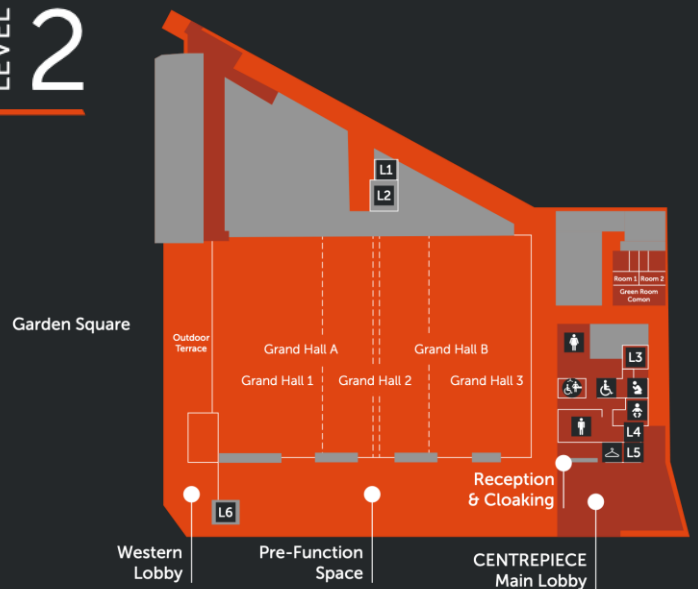 LEVEL
2
L1
L2
Room 1
Room 2
Green Room
Coman
Garden Square
Outdoor
Terrace
Grand Hall A
Grand Hall B
Grand Hall 1
Grand Hall 2
Grand Hall 3
L3
L4
L5
L6
Reception
& Cloaking
Western
Lobby
Pre-Function
Space
CENTREPIECE
Main Lobby